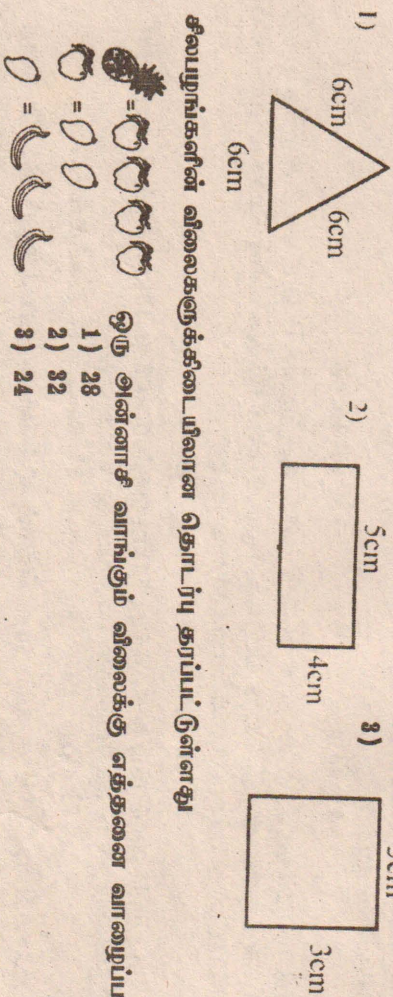 1) 2) 3)
6cm 6cm 6cm
5cm 4cm
3cm
சிலபழங்களின் விலைகளுக்கிடையிலான தொடர்பு தரப்பட்டுள்ளது
= 
= 
= 
ஒரு அன்னாசி வாங்கும் விலைக்கு எத்தனை
1) 28
2) 32
3) 24